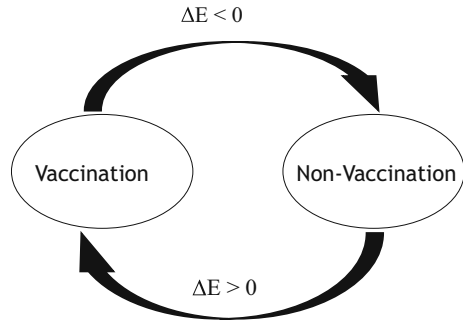 ΔE < 0
Vaccination
Non-Vaccination
ΔE > 0